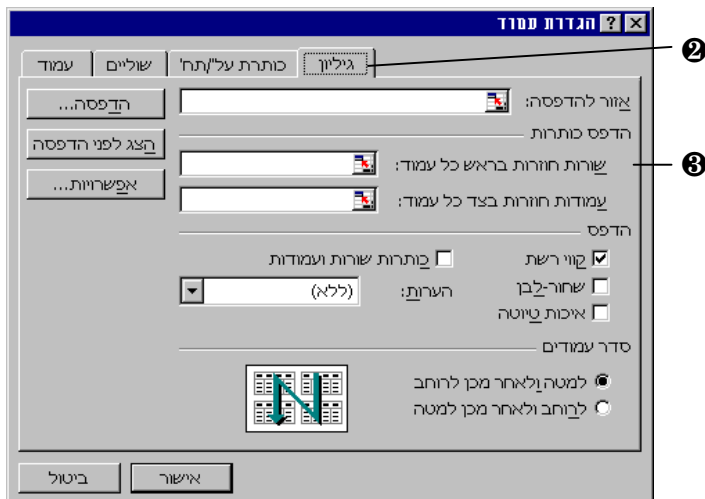 הגדרת עמוד
עמוד שוליים כותרת על/תח' גיליון
❷
אזור להדפסה:
הדפסה...
הדפס כותרות
הצג לפני הדפסה
שורות חוזרות בראש כל עמוד:
❸
אפשרויות...
עמודות חוזרות בצד כל עמוד:
הדפס
קווי רשת
כותרות שורות ועמודות
שחור-לבן
הערות: (ללא)
איכות טיוטה
סדר עמודים
למטה ולאחר מכן לרוחב
לרוחב ולאחר מכן למטה
אישור ביטול